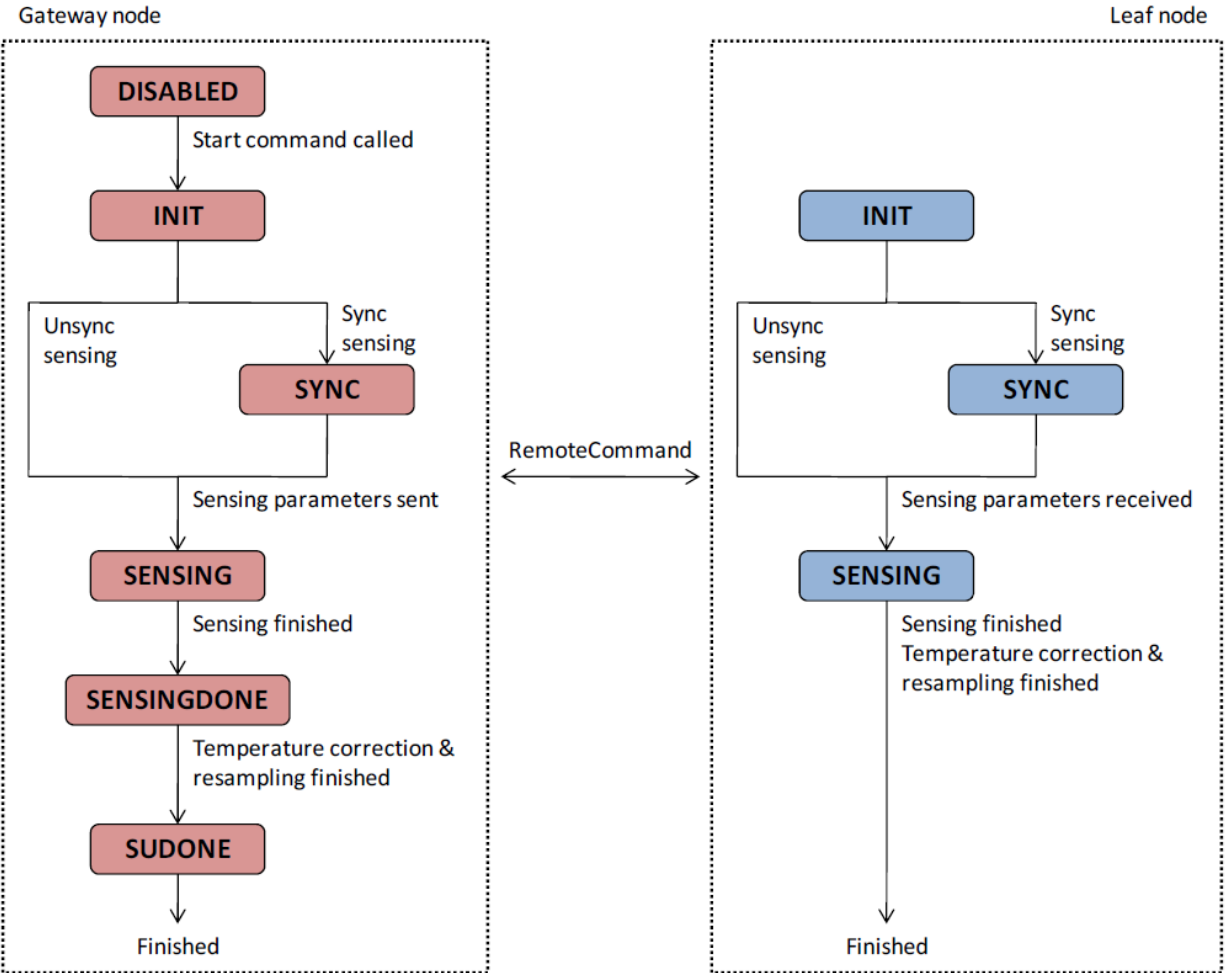 Gateway node
DISABLED
Start command called
INIT
Unsync
sensing
Sync
sensing
SYNC
Sensing parameters sent
SENSING
Sensing finished
SENSINGDONE
Temperature correction &
resampling finished
SUDONE
Finished
RemoteCommand
Leaf node
INIT
Unsync
sensing
Sync
sensing
SYNC
Sensing parameters received
SENSING
Sensing finished
Temperature correction &
resampling finished
Finished